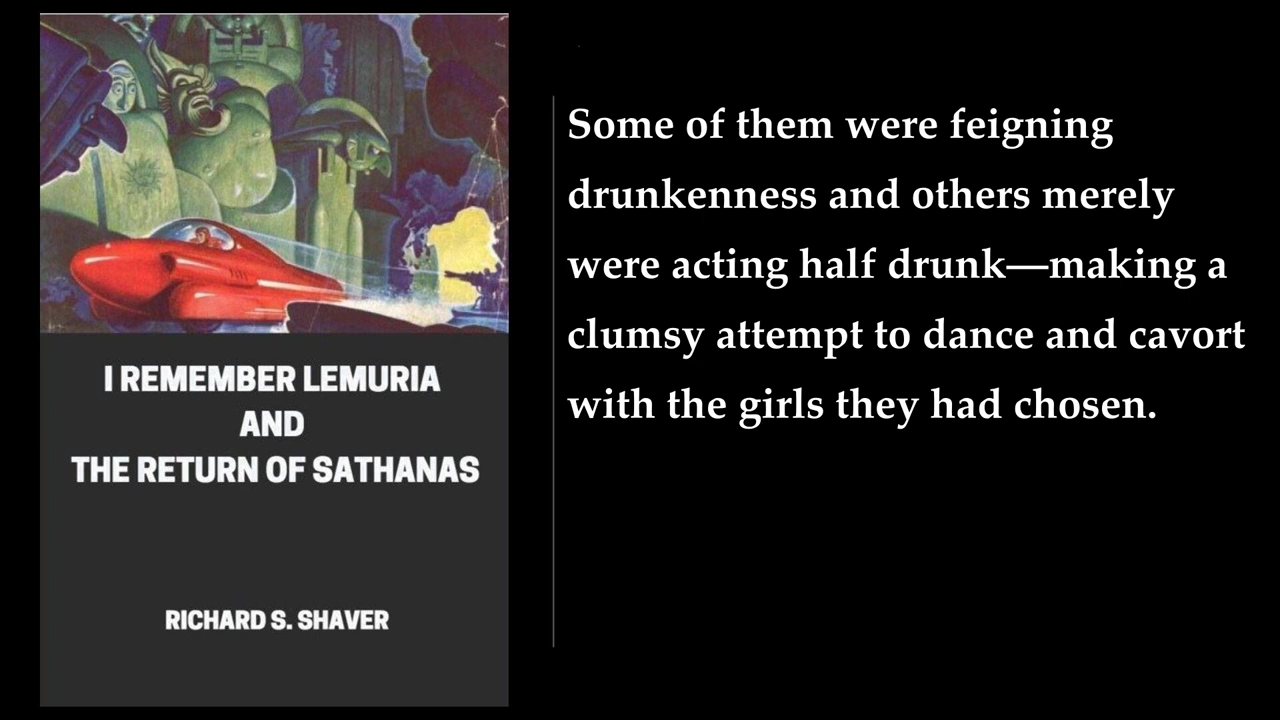 I REMEMBER LEMURIA
AND
THE RETURN OF SATHANAS
RICHARD S. SHAVER
Some of them were feigning
drunkenness and others merely
were acting half drunk—making a
clumsy attempt to dance and cavort
with the girls they had chosen.